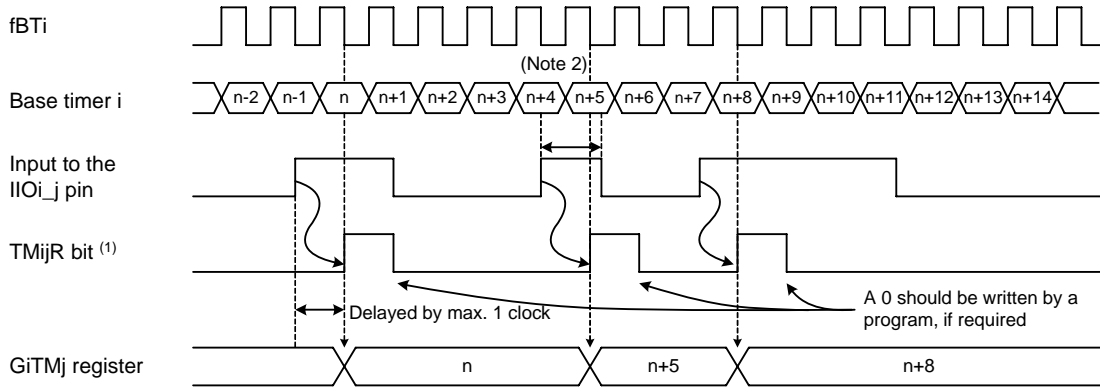 fBTi
(Note 2)
Base timer i
n-2 n-1 n n+1 n+2 n+3 n+4 n+5 n+6 n+7 n+8 n+9 n+10 n+11 n+12 n+13 n+14
Input to the
IIOi_j pin
TMijR bit (1)
Delayed by max. 1 clock
A 0 should be written by a
program, if required
GiTMj register
n n+5 n+8